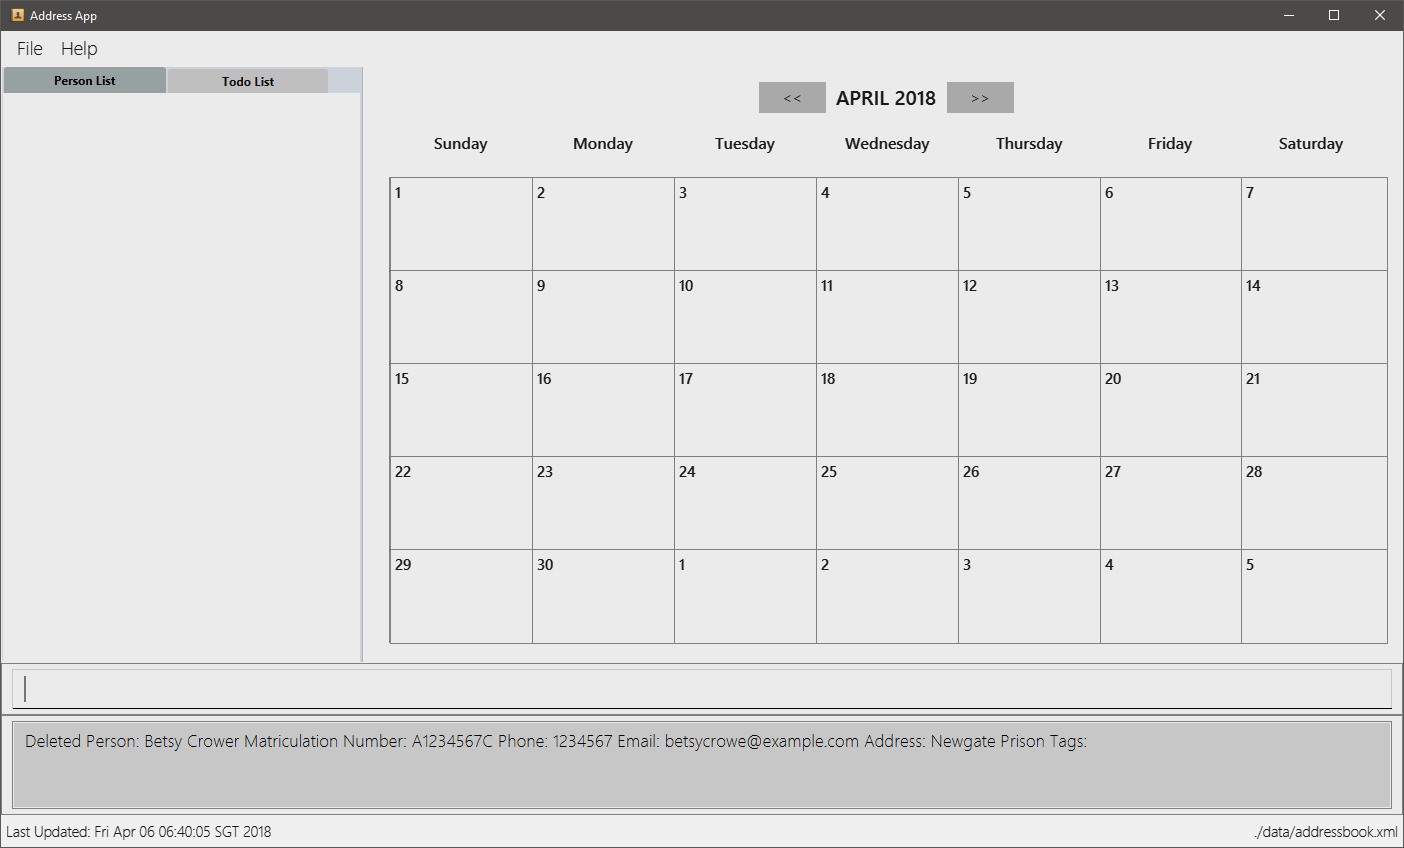 Address App
File Help
Person List Todo List
<< APRIL 2018 >>
Sunday Monday Tuesday Wednesday Thursday Friday Saturday
1 2 3 4 5 6 7
8 9 10 11 12 13 14
15 16 17 18 19 20 21
22 23 24 25 26 27 28
29 30 1 2 3 4 5
Deleted Person: Betsy Crower Matriculation Number: A1234567C Phone: 1234567 Email: betsycrowe@example.com Address: Newgate Prison Tags:
Last Updated: Fri Apr 06 06:40:05 SGT 2018 ./data/addressbook.xml